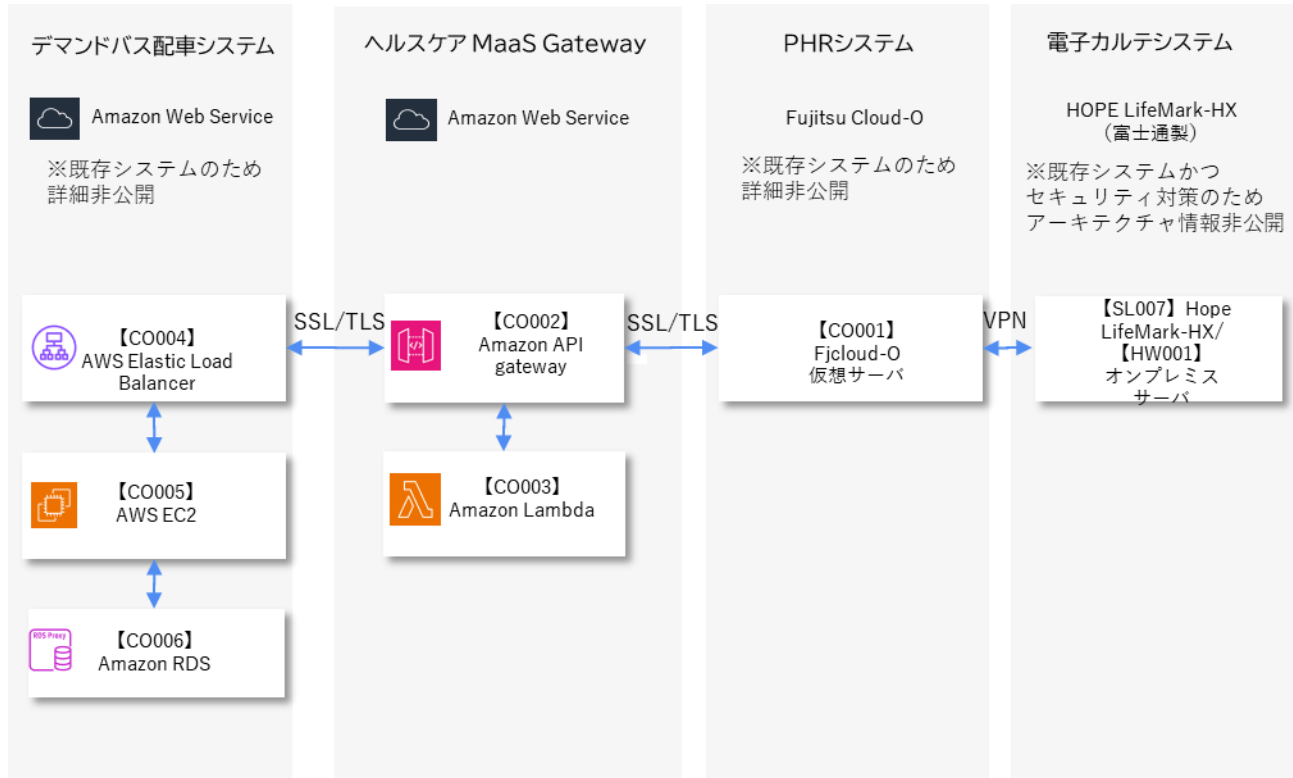 デマンドバス配車システム
Amazon Web Service
※既存システムのため
詳細非公開
【CO004】
AWS Elastic Load
Balancer
【CO005】
AWS EC2
RDS Proxy
【CO006】
Amazon RDS
SSL/TLS
ヘルスケア MaaS Gateway
Amazon Web Service
【CO002】
Amazon API
gateway
【CO003】
Amazon Lambda
SSL/TLS
PHRシステム
Fujitsu Cloud-O
※既存システムのため
詳細非公開
【CO001】
Fjcloud-O
仮想サーバ
VPN
電子カルテシステム
HOPE LifeMark-HX
（富士通製）
※既存システムかつ
セキュリティ対策のため
アーキテクチャ情報非公開
【SL007】Hope
LifeMark-HX/
【HW001】
オンプレミス
サーバ